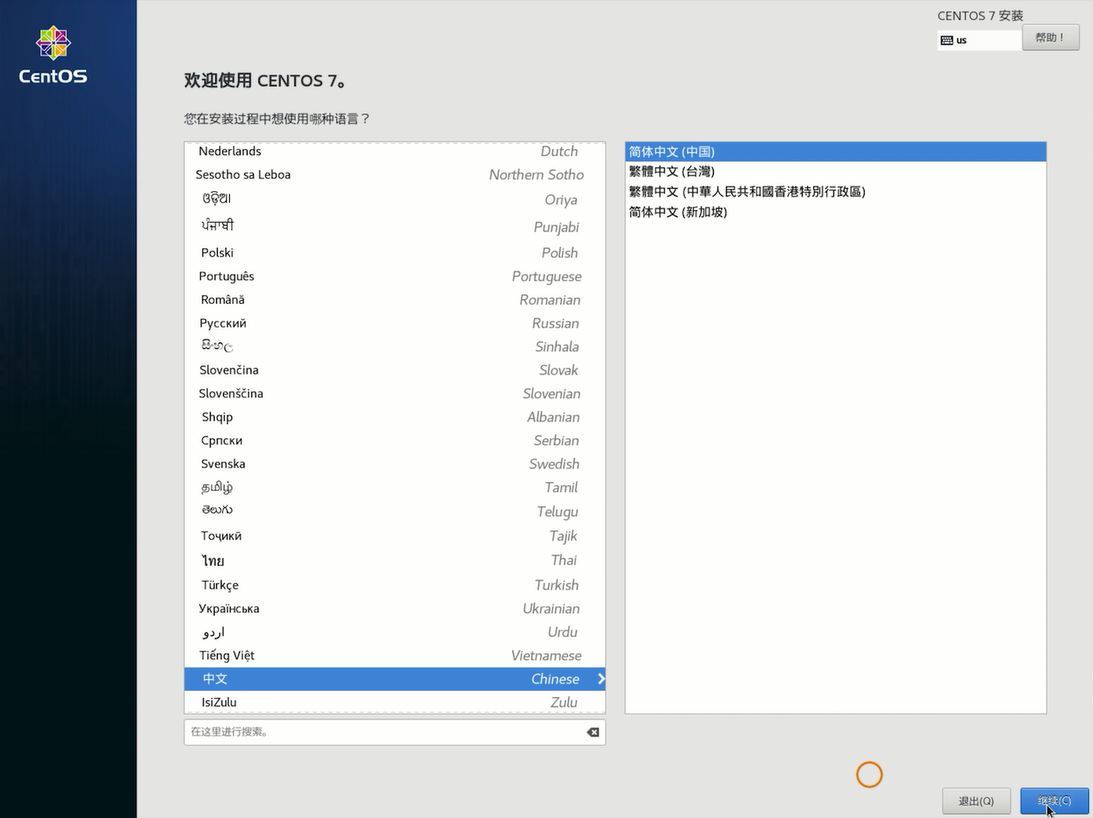 CentOS
CENTOS 7 安装
us
帮助！
欢迎使用 CENTOS 7。
您在安装过程中想使用哪种语言？
Nederlands Dutch
Sesotho sa Leboa Northern Sotho
ଓଡ଼ିଆ Oriya
ਪੰਜਾਬੀ Punjabi
Polski Polish
Português Portuguese
Română Romanian
Русский Russian
සිංහල Sinhala
Slovenčina Slovak
Slovenščina Slovenian
Shqip Albanian
Српски Serbian
Svenska Swedish
தமிழ் Tamil
తెలుగు Telugu
Тоҷикӣ Tajik
ไทย Thai
Türkçe Turkish
Українська Ukrainian
اردو Urdu
Tiếng Việt Vietnamese
中文 Chinese
IsiZulu Zulu
简体中文 (中国)
繁體中文 (台灣)
繁體中文 (中華人民共和國香港特別行政區)
简体中文 (新加坡)
在这里进行搜索。
退出(Q)
继续(C)